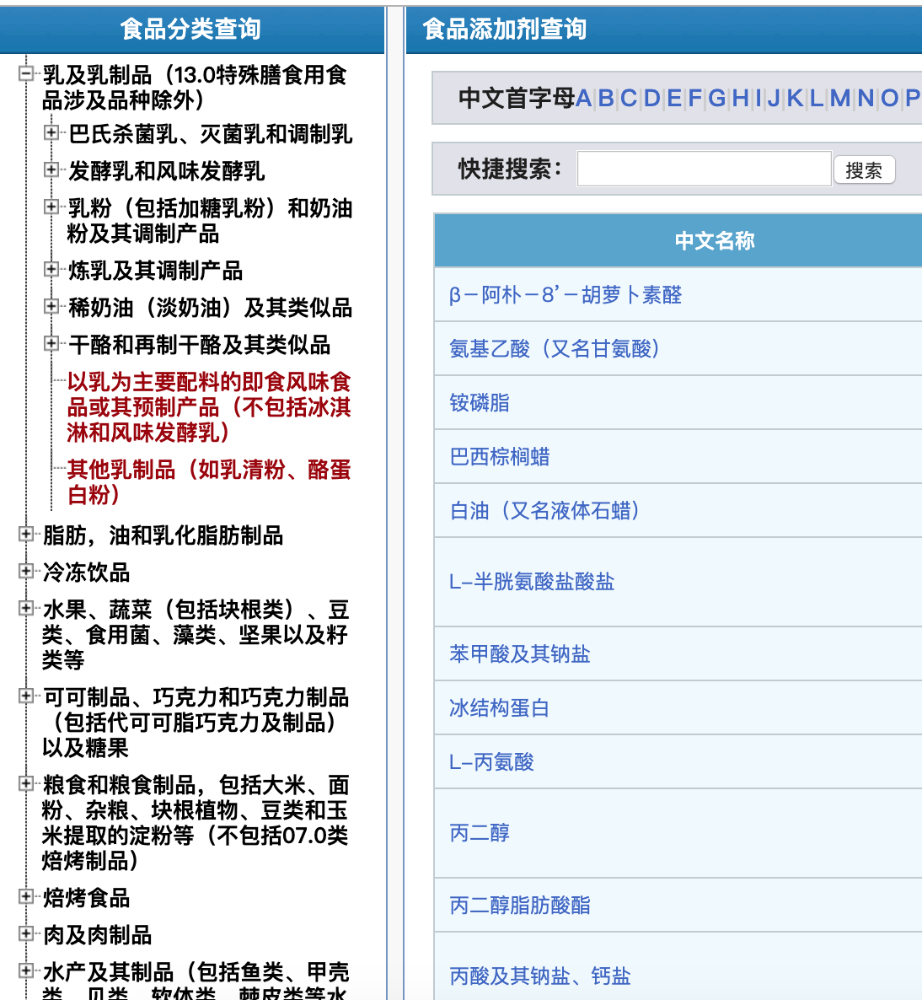 食品分类查询
乳及乳制品（13.0特殊膳食用食
品涉及品种除外）
巴氏杀菌乳、灭菌乳和调制乳
发酵乳和风味发酵乳
乳粉（包括加糖乳粉）和奶油
粉及其调制产品
炼乳及其调制产品
稀奶油（淡奶油）及其类似品
干酪和再制干酪及其类似品
以乳为主要配料的即食风味食
品或其预制产品（不包括冰淇
淋和风味发酵乳）
其他乳制品（如乳清粉、酪蛋
白粉）
脂肪，油和乳化脂肪制品
冷冻饮品
水果、蔬菜（包括块根类）、豆
类、食用菌、藻类、坚果以及籽
类等
可可制品、巧克力和巧克力制品
（包括代可可脂巧克力及制品）
以及糖果
粮食和粮食制品，包括大米、面
粉、杂粮、块根植物、豆类和玉
米提取的淀粉等（不包括07.0类
焙烤制品）
焙烤食品
肉及肉制品
水产及其制品（包括鱼类、甲壳
类、贝类、软体类、棘皮类等水
食品添加剂查询
中文首字母A|B|C|D|E|F|G|H|I|J|K|L|M|N|O|P
快捷搜索： 搜索
中文名称
β－阿朴－8’－胡萝卜素醛
氨基乙酸（又名甘氨酸）
铵磷脂
巴西棕榈蜡
白油（又名液体石蜡）
L–半胱氨酸盐酸盐
苯甲酸及其钠盐
冰结构蛋白
L–丙氨酸
丙二醇
丙二醇脂肪酸酯
丙酸及其钠盐、钙盐